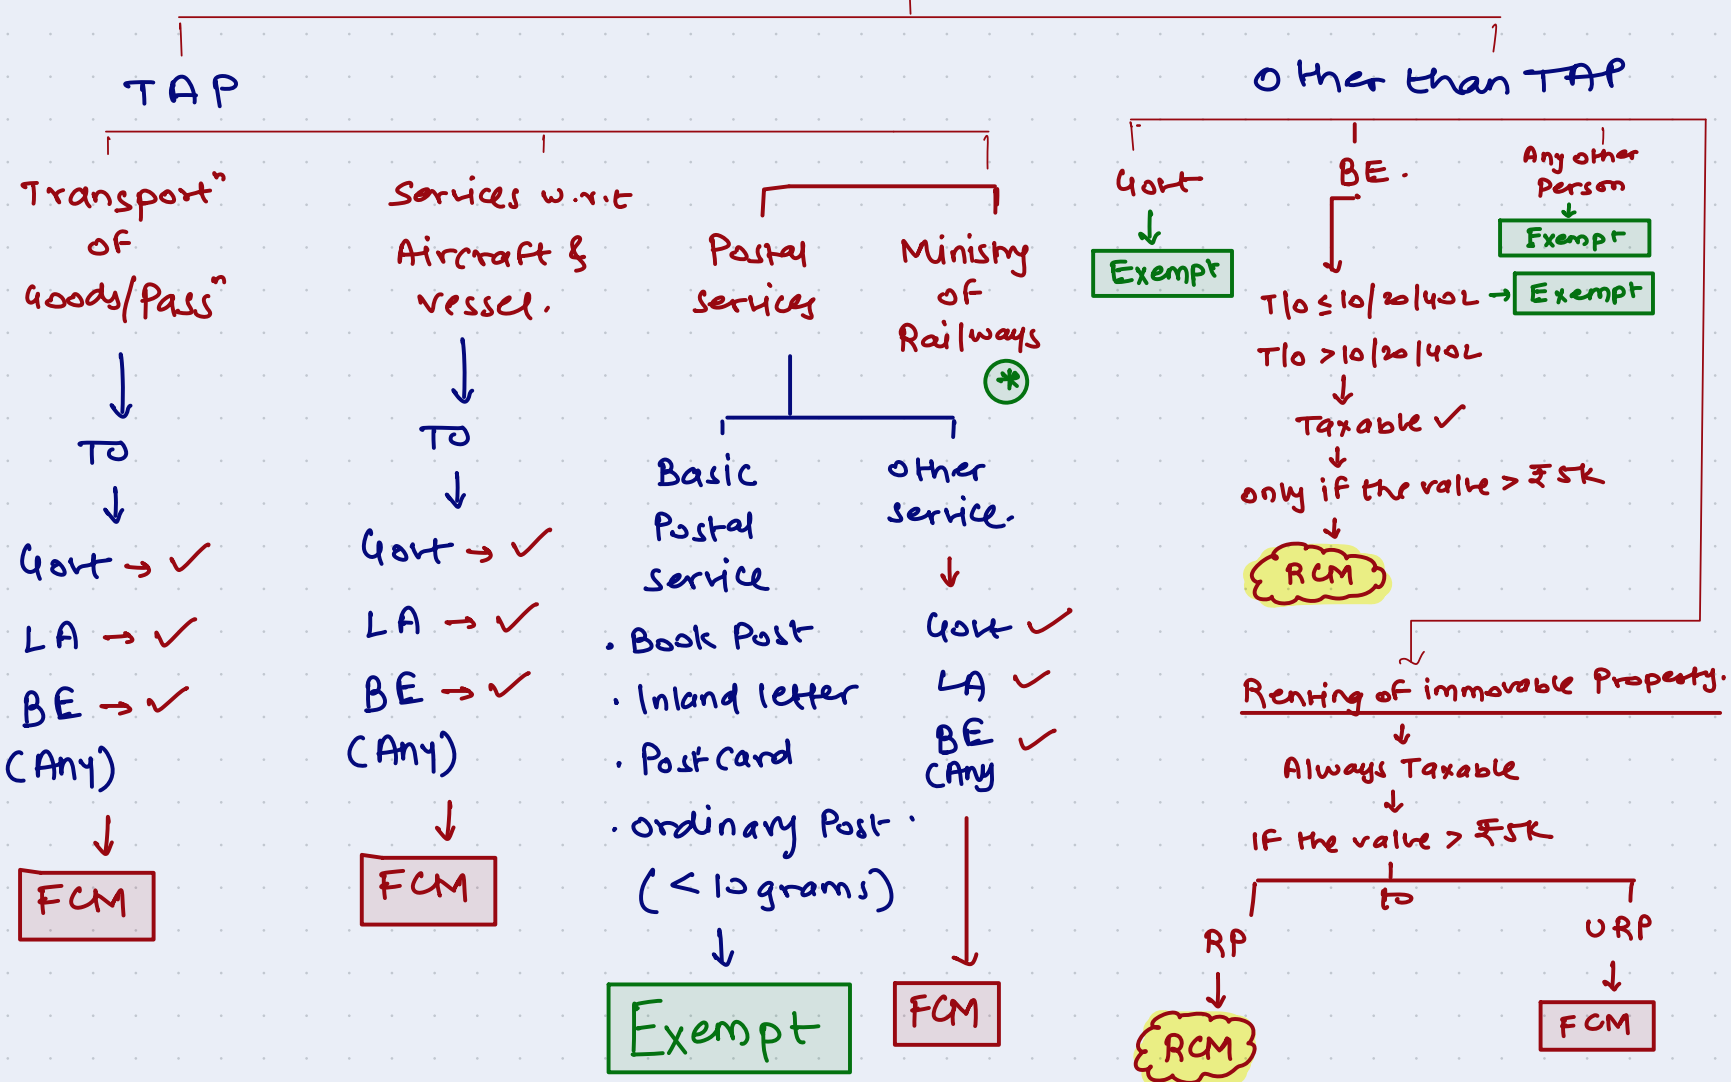 TAP
Other than TAP
Transportn
of
Goods/Passn
TO
Govt → ✓
LA → ✓
BE → ✓
(Any)
FCM
Services w.r.t
Aircraft &
vessel.
TO
Govt → ✓
LA → ✓
BE → ✓
(Any)
FCM
Postal
services
Basic
Postal
service
. Book Post
. Inland letter
. Post Card
. Ordinary Post.
(< 10 grams)
Exempt
Other
service.
Govt ✓
LA ✓
BE ✓
(Any
FCM
Ministry
of
Railways
*
Govt
Exempt
BE.
T/O ≤ 10/20/40L → Exempt
T/O > 10/20/40L
Taxable ✓
only if the value > ₹5k
RCM
Any other
Person
Exempt
Renting of immovable Property.
Always Taxable
IF the value > ₹5k
TO
RP
RCM
URP
FCM